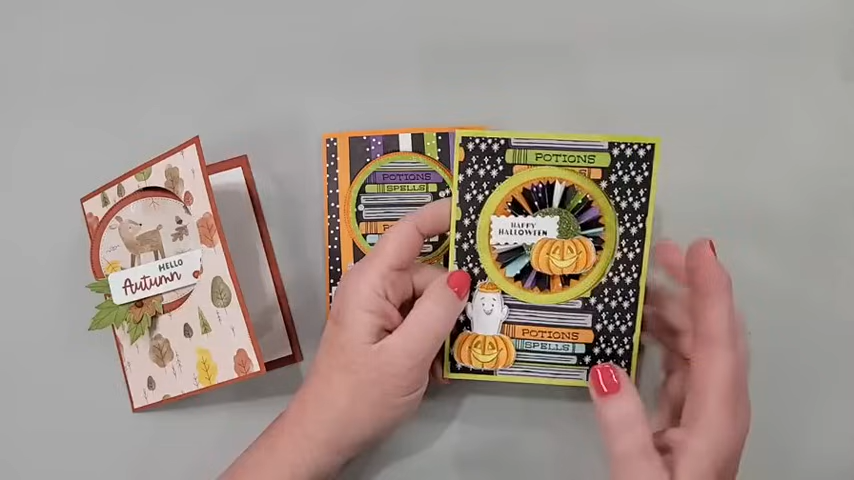 HELLO
Autumn
POTIONS
SPELLS
POTIONS
HAPPY
HALLOWEEN
POTIONS
SPELLS